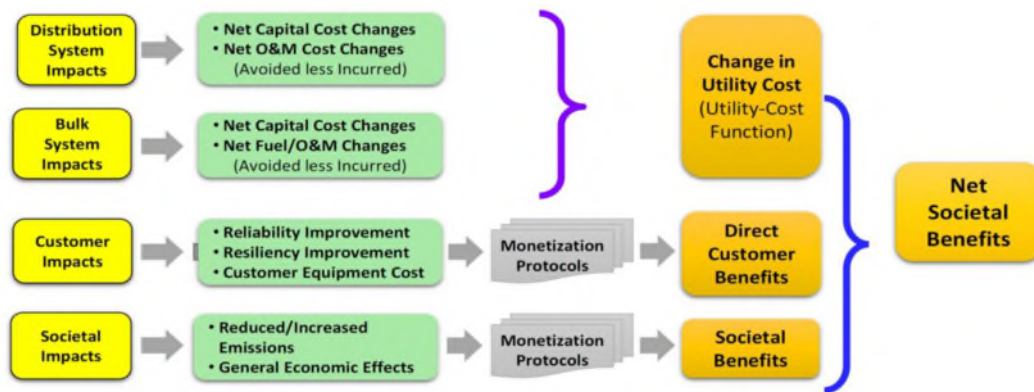 Distribution
System
Impacts
• Net Capital Cost Changes
• Net O&M Cost Changes
(Avoided less Incurred)
Bulk
System
Impacts
• Net Capital Cost Changes
• Net Fuel/O&M Changes
(Avoided less Incurred)
Change in
Utility Cost
(Utility-Cost
Function)
Customer
Impacts
• Reliability Improvement
• Resiliency Improvement
• Customer Equipment Cost
Monetization
Protocols
Direct
Customer
Benefits
Societal
Impacts
• Reduced/Increased
Emissions
• General Economic Effects
Monetization
Protocols
Societal
Benefits
Net
Societal
Benefits